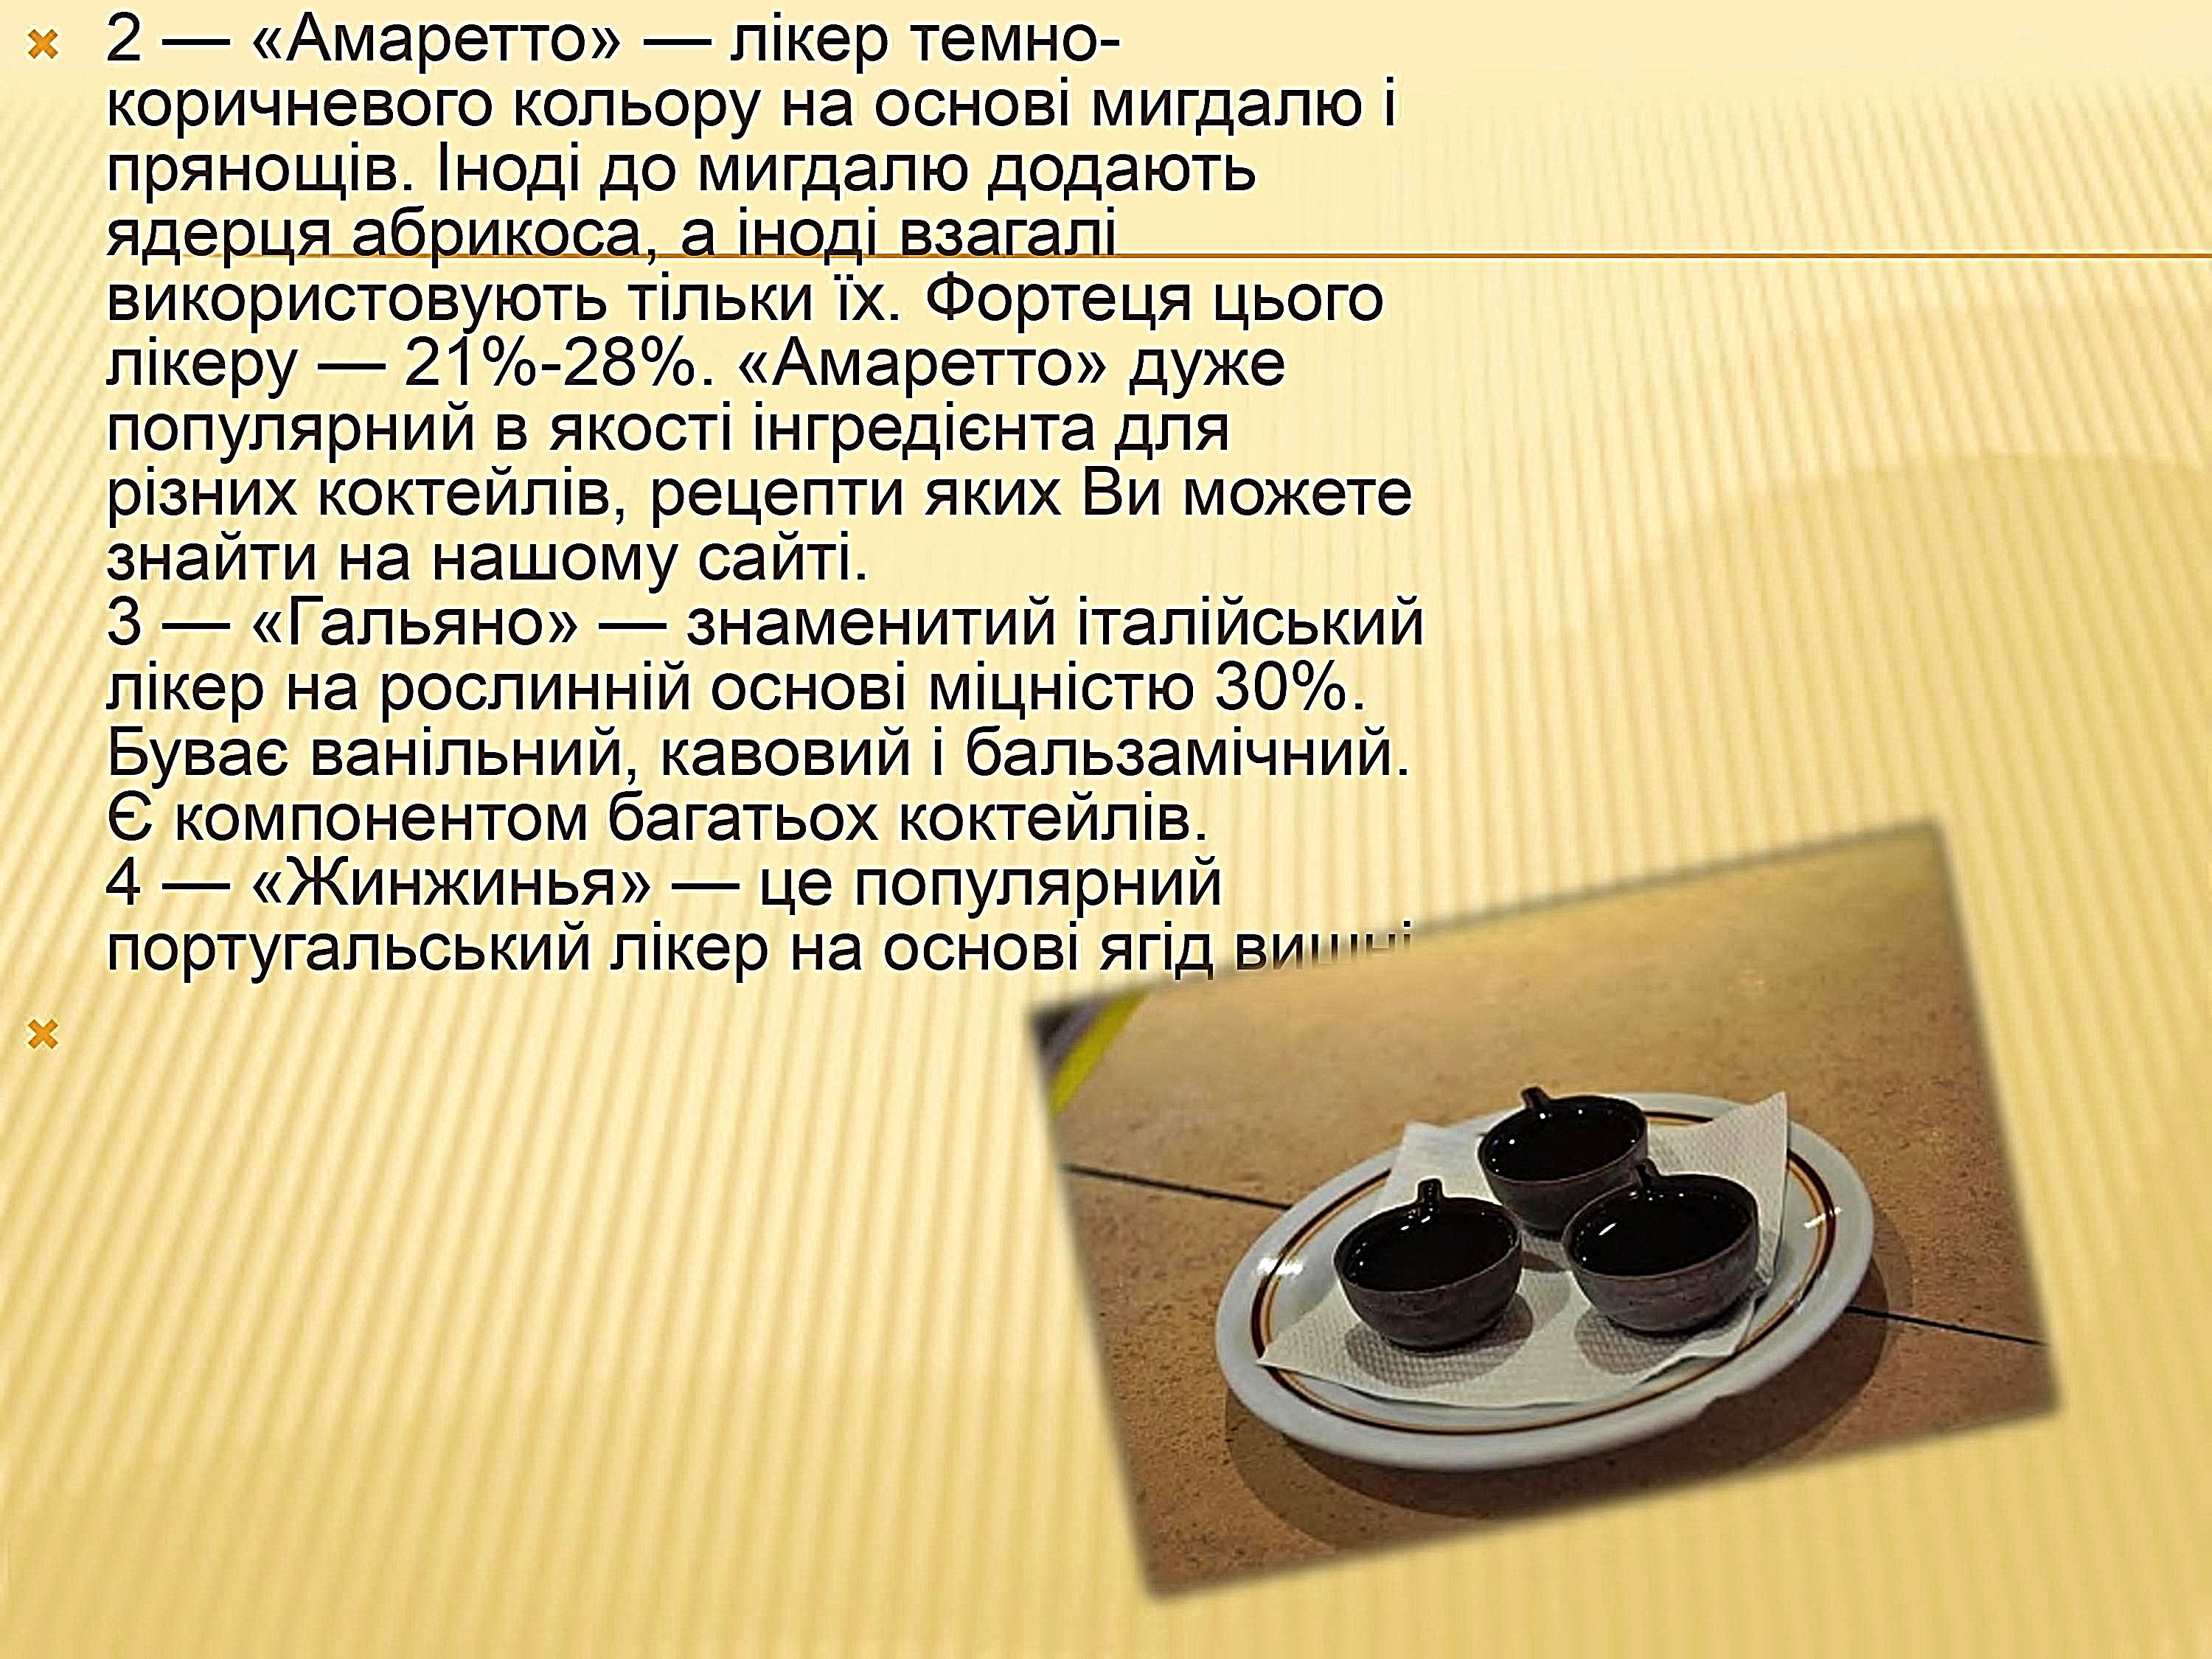 2 — «Амаретто» — лікер темно-
коричневого кольору на основі мигдалю і
прянощів. Іноді до мигдалю додають
ядерця абрикоса, а іноді взагалі
використовують тільки їх. Фортеця цього
лікеру — 21%-28%. «Амаретто» дуже
популярний в якості інгредієнта для
різних коктейлів, рецепти яких Ви можете
знайти на нашому сайті.
3 — «Гальяно» — знаменитий італійський
лікер на рослинній основі міцністю 30%.
Буває ванільний, кавовий і бальзамічний.
Є компонентом багатьох коктейлів.
4 — «Жинжинья» — це популярний
португальський лікер на основі ягід вишні